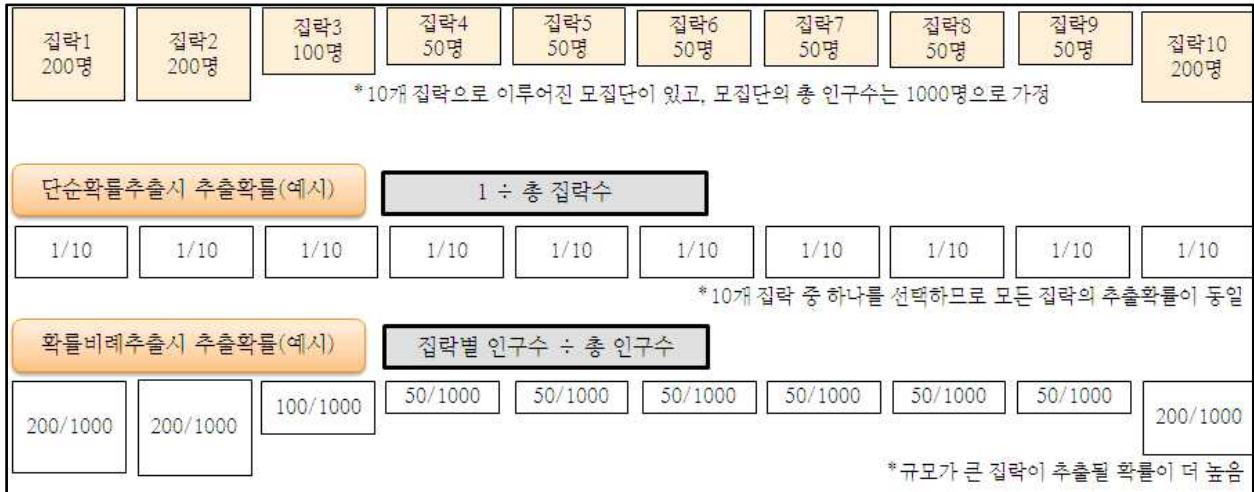 집락1 집락2 집락3 집락4 집락5 집락6 집락7 집락8 집락9 집락10
200명 200명 100명 50명 50명 50명 50명 50명 50명 200명
*10개 집락으로 이루어진 모집단이 있고, 모집단의 총 인구수는 1000명으로 가정
단순확률추출시 추출확률(예시) 1 ÷ 총 집락수
1/10 1/10 1/10 1/10 1/10 1/10 1/10 1/10 1/10 1/10
*10개 집락 중 하나를 선택하므로 모든 집락의 추출확률이 동일
확률비례추출시 추출확률(예시) 집락별 인구수 ÷ 총 인구수
200/1000 200/1000 100/1000 50/1000 50/1000 50/1000 50/1000 50/1000 50/1000 200/1000
*규모가 큰 집락이 추출될 확률이 더 높음